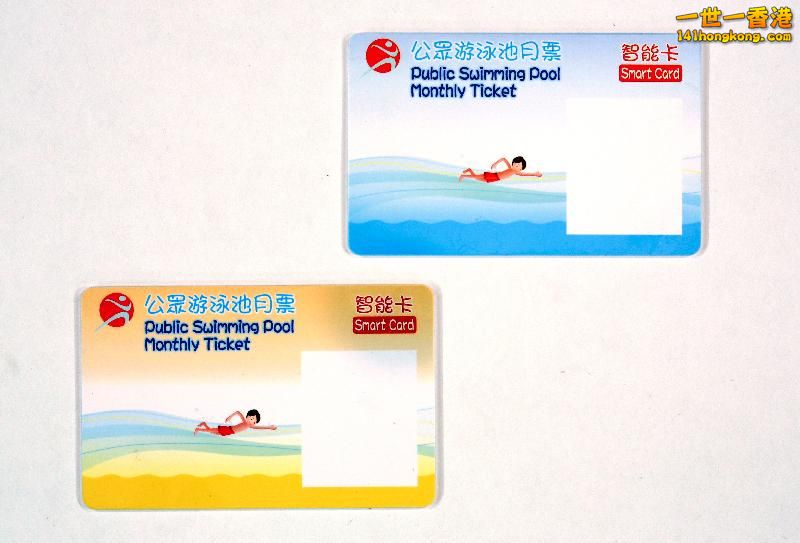 一世一香港
141hongkong.com
公眾游泳池月票
Public Swimming Pool
Monthly Ticket
智能卡
Smart Card
公眾游泳池月票
Public Swimming Pool
Monthly Ticket
智能卡
Smart Card